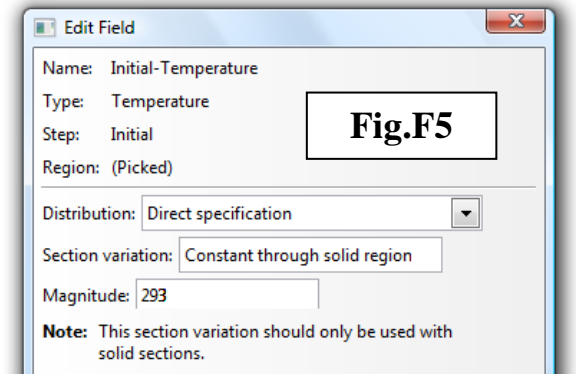 Edit Field
Name: Initial-Temperature
Type: Temperature
Step: Initial
Region: (Picked)
Fig.F5
Distribution: Direct specification
Section variation: Constant through solid region
Magnitude: 293
Note: This section variation should only be used with
solid sections.